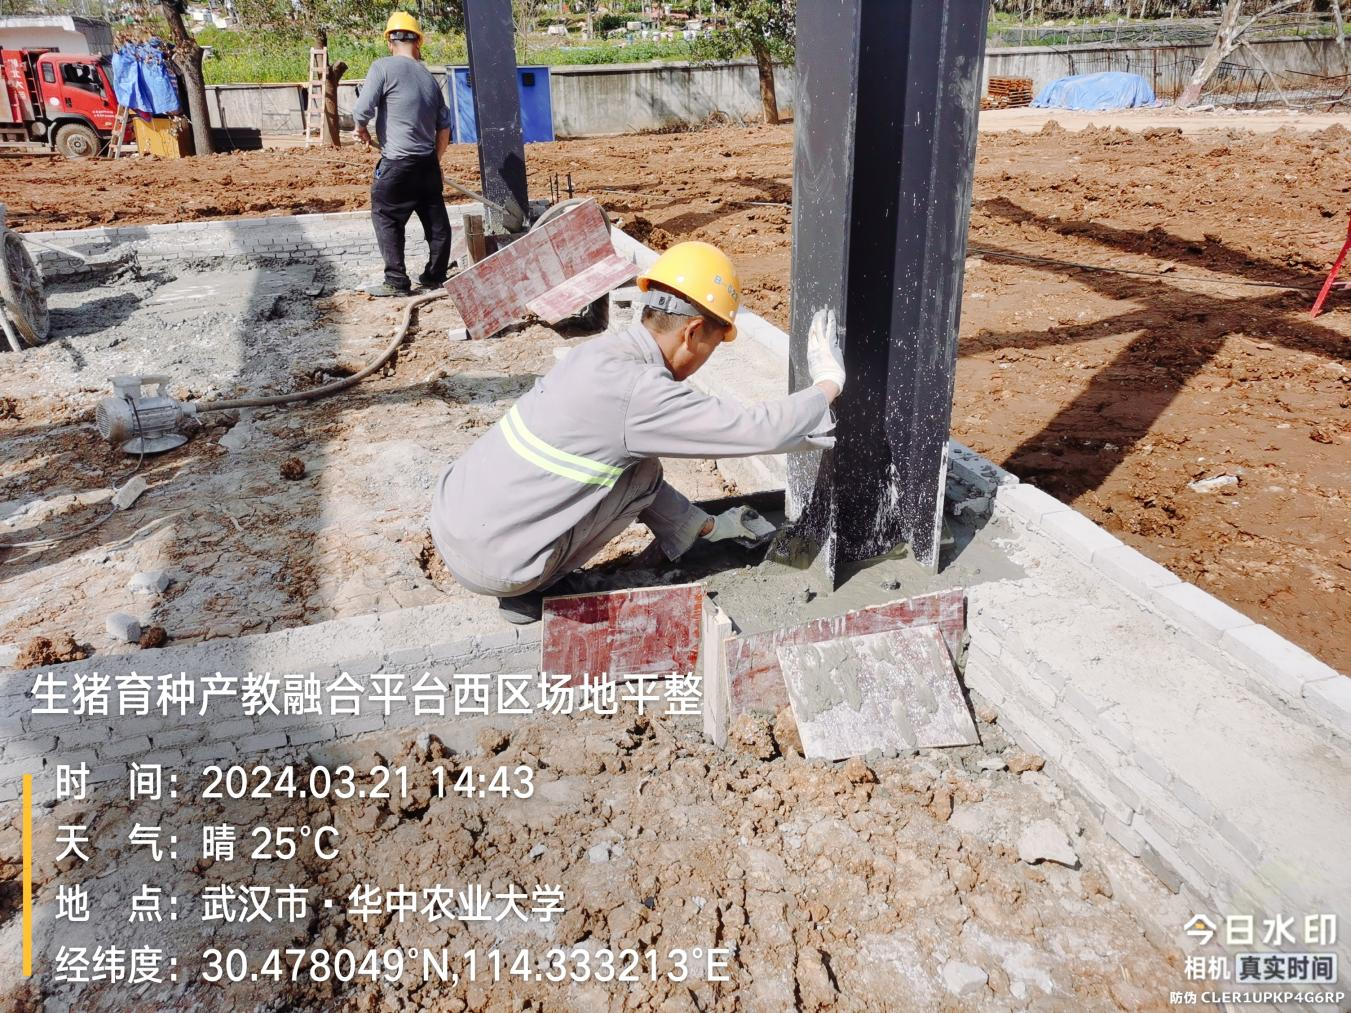 生猪育种产教融合平台西区场地平整
时 间：2024.03.21 14:43
天 气：晴 25℃
地 点：武汉市·华中农业大学
经纬度：30.478049°N,114.333213°E
今日水印
相机 真实时间
防伪 CLER1UPKP4G6RP